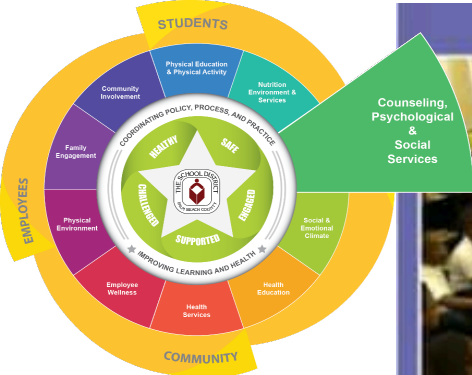 STUDENTS
Physical Education
& Physical Activity
Nutrition
Environment &
Services
Counseling,
Psychological
&
Social
Services
Social &
Emotional
Climate
Health
Education
Health
Services
Employee
Wellness
Physical
Environment
Family
Engagement
Community
Involvement
COORDINATING POLICY, PROCESS, AND PRACTICE
IMPROVING LEARNING AND HEALTH
HEALTHY
SAFE
ENGAGED
SUPPORTED
CHALLENGED
THE SCHOOL DISTRICT
PALM BEACH COUNTY
EMPLOYEES
COMMUNITY